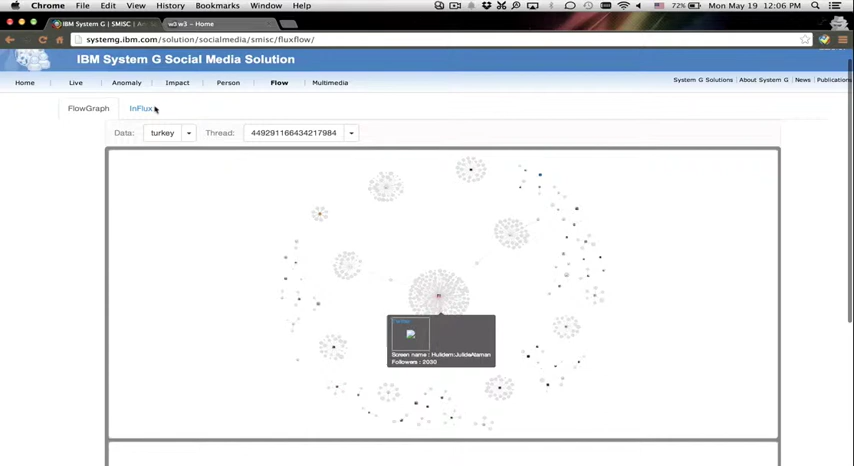 Chrome File Edit View History Bookmarks Window Help 72% Mon May 19 12:06 PM
IBM System G | SMISC | w3 w3 - Home
systemg.ibm.com/solution/socialmedia/smisc/fluxflow/
IBM System G Social Media Solution
Home Live Anomaly Impact Person Flow Multimedia System G Solutions About System G News Publications
FlowGraph InFlux
Data: turkey Thread: 449291166434217984
Screen name :
Followers : 2030